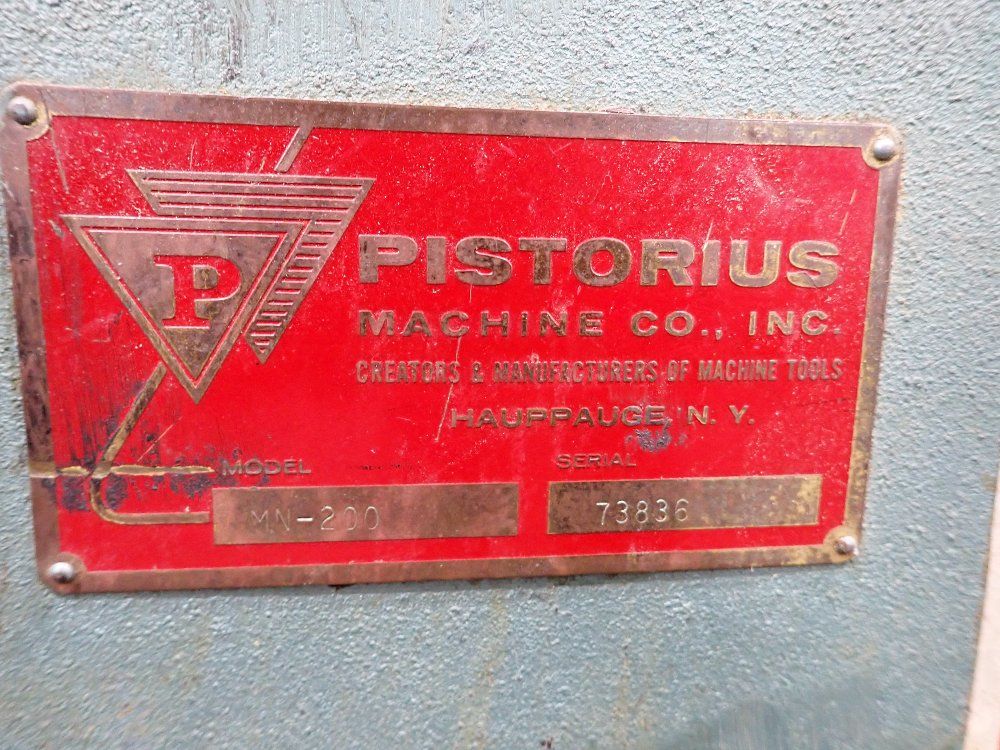 P
PISTORIUS
MACHINE CO., INC.
CREATORS & MANUFACTURERS OF MACHINE TOOLS
HAUPPAUGE, N. Y.
MODEL SERIAL
MN-200 73836